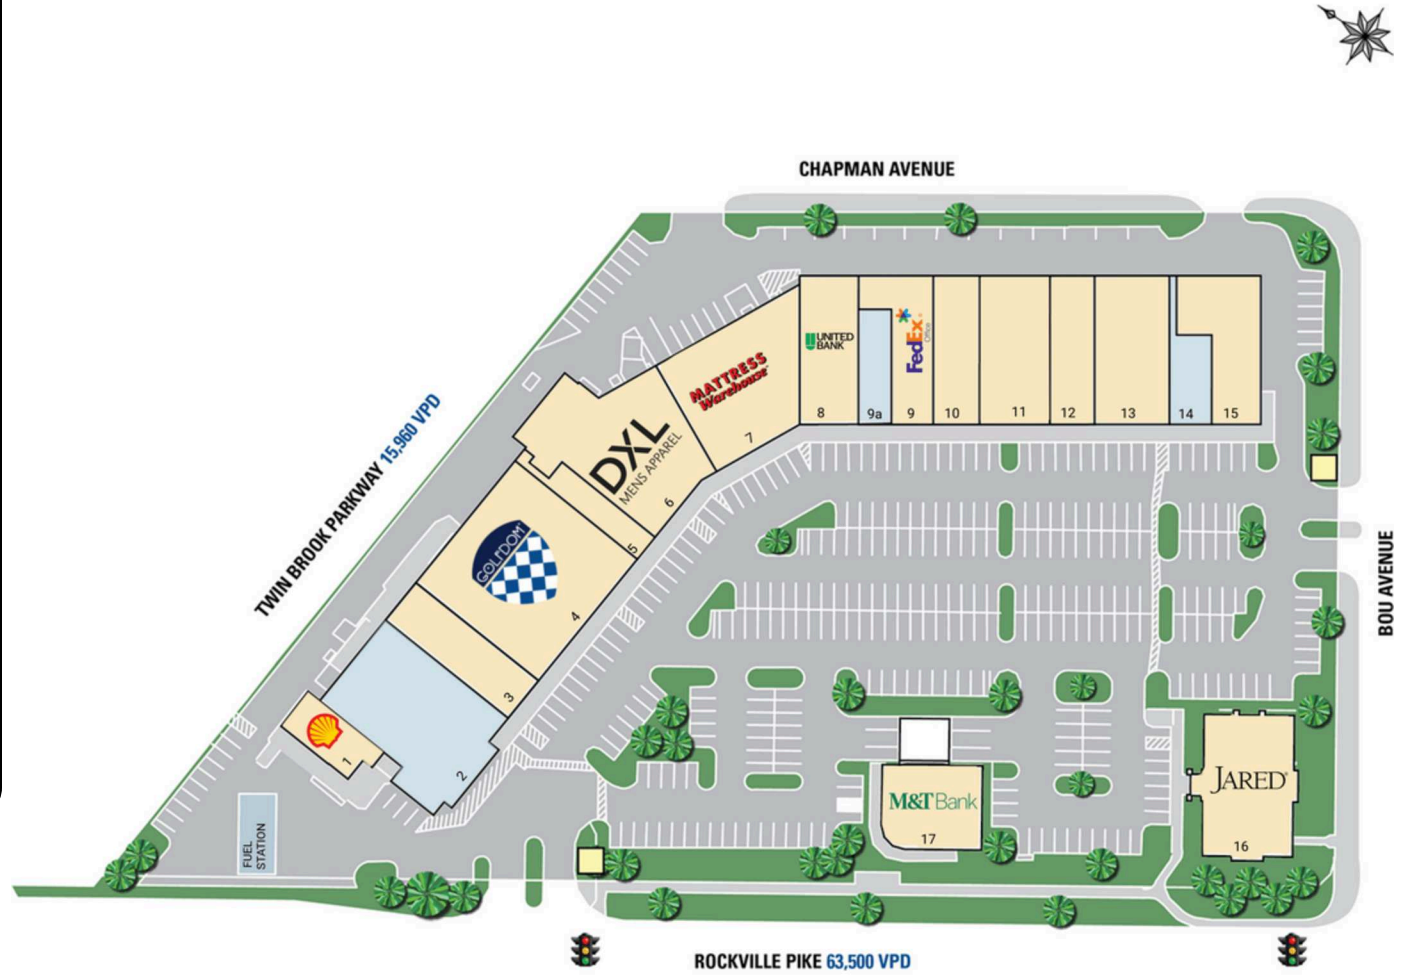 CHAPMAN AVENUE
TWIN BROOK PARKWAY 15,960 VPD
UNITED
BANK
FedEx
Office
MATTRESS
Warehouse
8
9a
9
10
11
12
13
14
15
7
DXL
MENS APPAREL
6
5
GOLFDOM
4
3
2
1
FUEL
STATION
BOU AVENUE
M&T Bank
17
JARED
16
ROCKVILLE PIKE 63,500 VPD